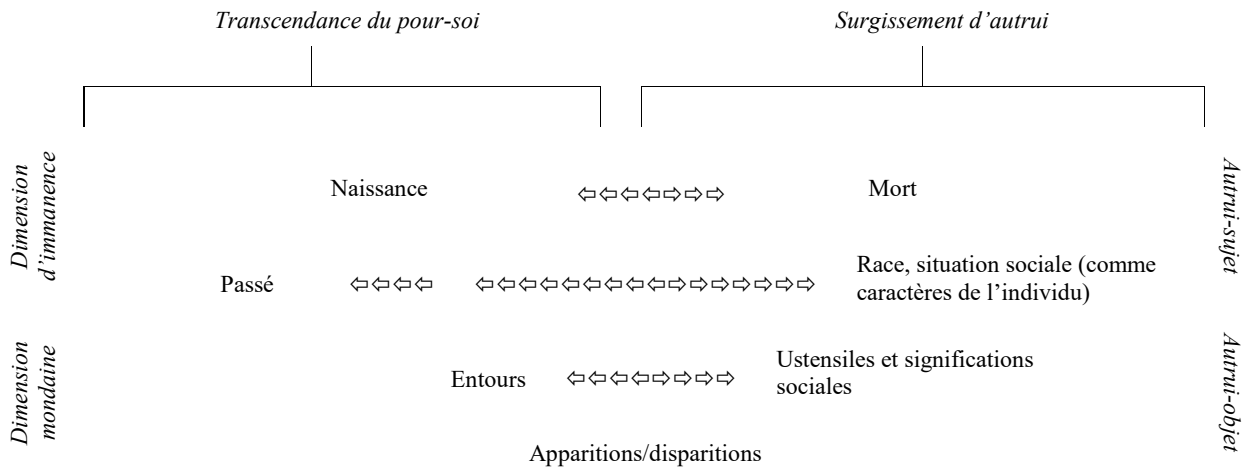 Transcendance du pour-soi
Surgissement d’autrui
Dimension
d’immanence
Naissance
⇦⇦⇦⇦⇨⇨⇨
Mort
Autrui-sujet
Passé
⇦⇦⇦⇦
⇦⇦⇦⇦⇦⇦⇨⇨⇨⇨⇨⇨⇨
Race, situation sociale (comme
caractères de l’individu)
Dimension
mondaine
Entours
⇦⇦⇦⇦⇨⇨⇨⇨
Ustensiles et significations
sociales
Autrui-objet
Apparitions/disparitions